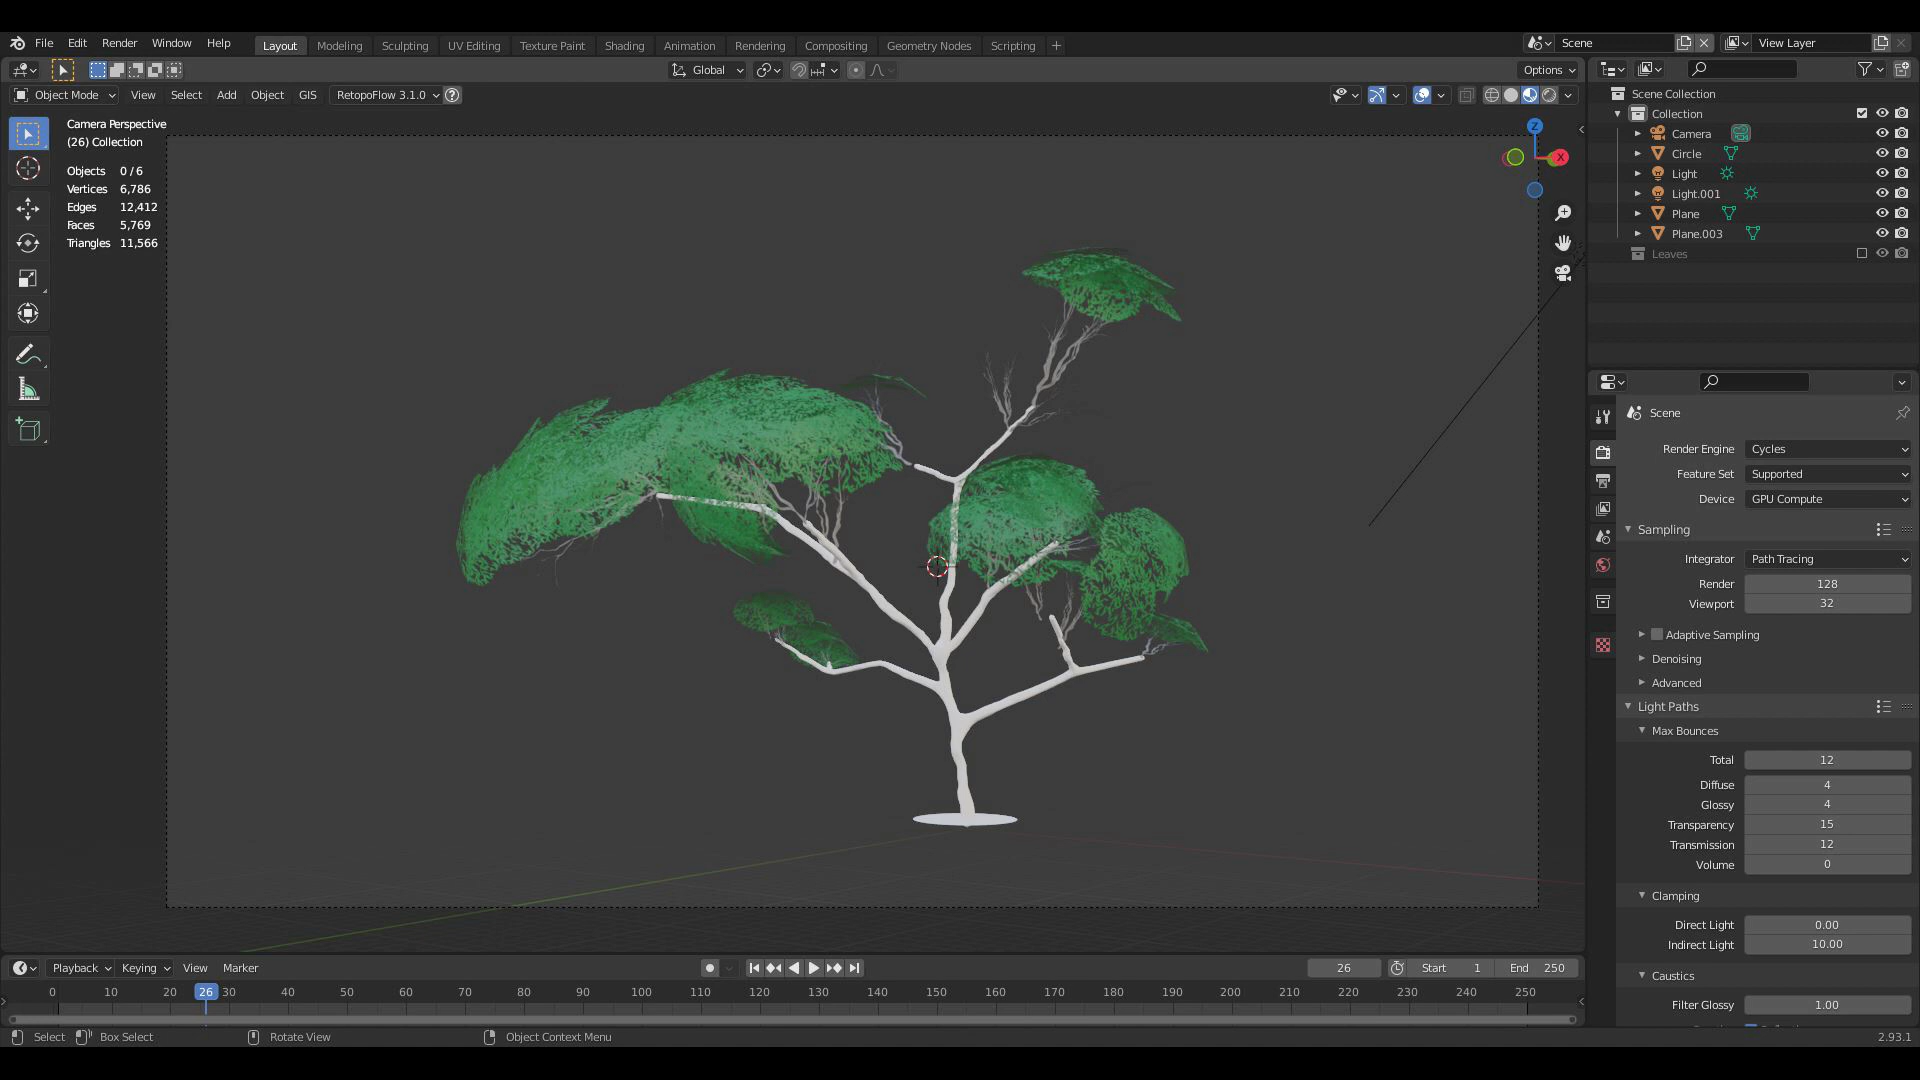 File Edit Render Window Help Layout Modeling Sculpting UV Editing Texture Paint Shading Animation Rendering Compositing Geometry Nodes Scripting + Scene View Layer
Global Options
Object Mode View Select Add Object GIS RetopoFlow 3.1.0
Camera Perspective
(26) Collection
Objects 0 / 6
Vertices 6,786
Edges 12,412
Faces 5,769
Triangles 11,566
Z
X
Scene Collection
Collection
Camera
Circle
Light
Light.001
Plane
Plane.003
Leaves
Scene
Render Engine Cycles
Feature Set Supported
Device GPU Compute
Sampling
Integrator Path Tracing
Render 128
Viewport 32
Adaptive Sampling
Denoising
Advanced
Light Paths
Max Bounces
Total 12
Diffuse 4
Glossy 4
Transparency 15
Transmission 12
Volume 0
Clamping
Direct Light 0.00
Indirect Light 10.00
Caustics
Filter Glossy 1.00
Playback Keying View Marker 26 Start 1 End 250
0 10 20 26 30 40 50 60 70 80 90 100 110 120 130 140 150 160 170 180 190 200 210 220 230 240 250
Select Box Select Rotate View Object Context Menu 2.93.1